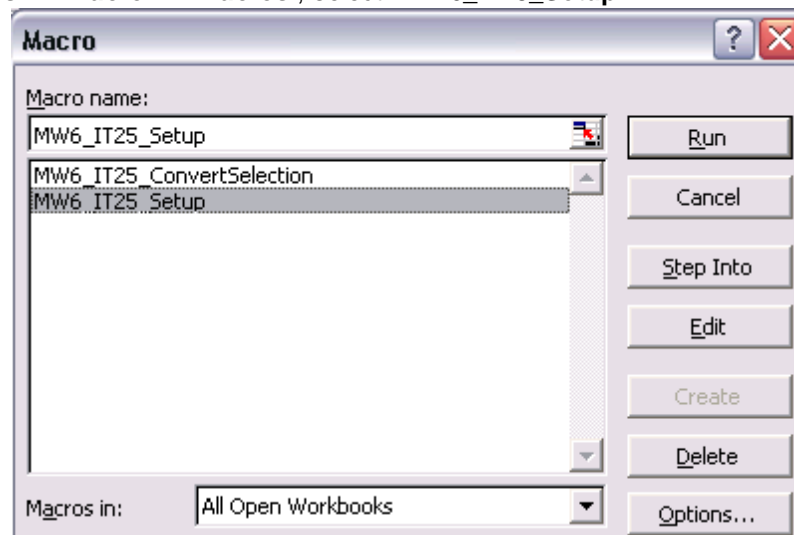 Macro
?
Macro name:
MW6_IT25_Setup
Run
MW6_IT25_ConvertSelection
MW6_IT25_Setup
Cancel
Step Into
Edit
Create
Delete
Macros in:
All Open Workbooks
Options...